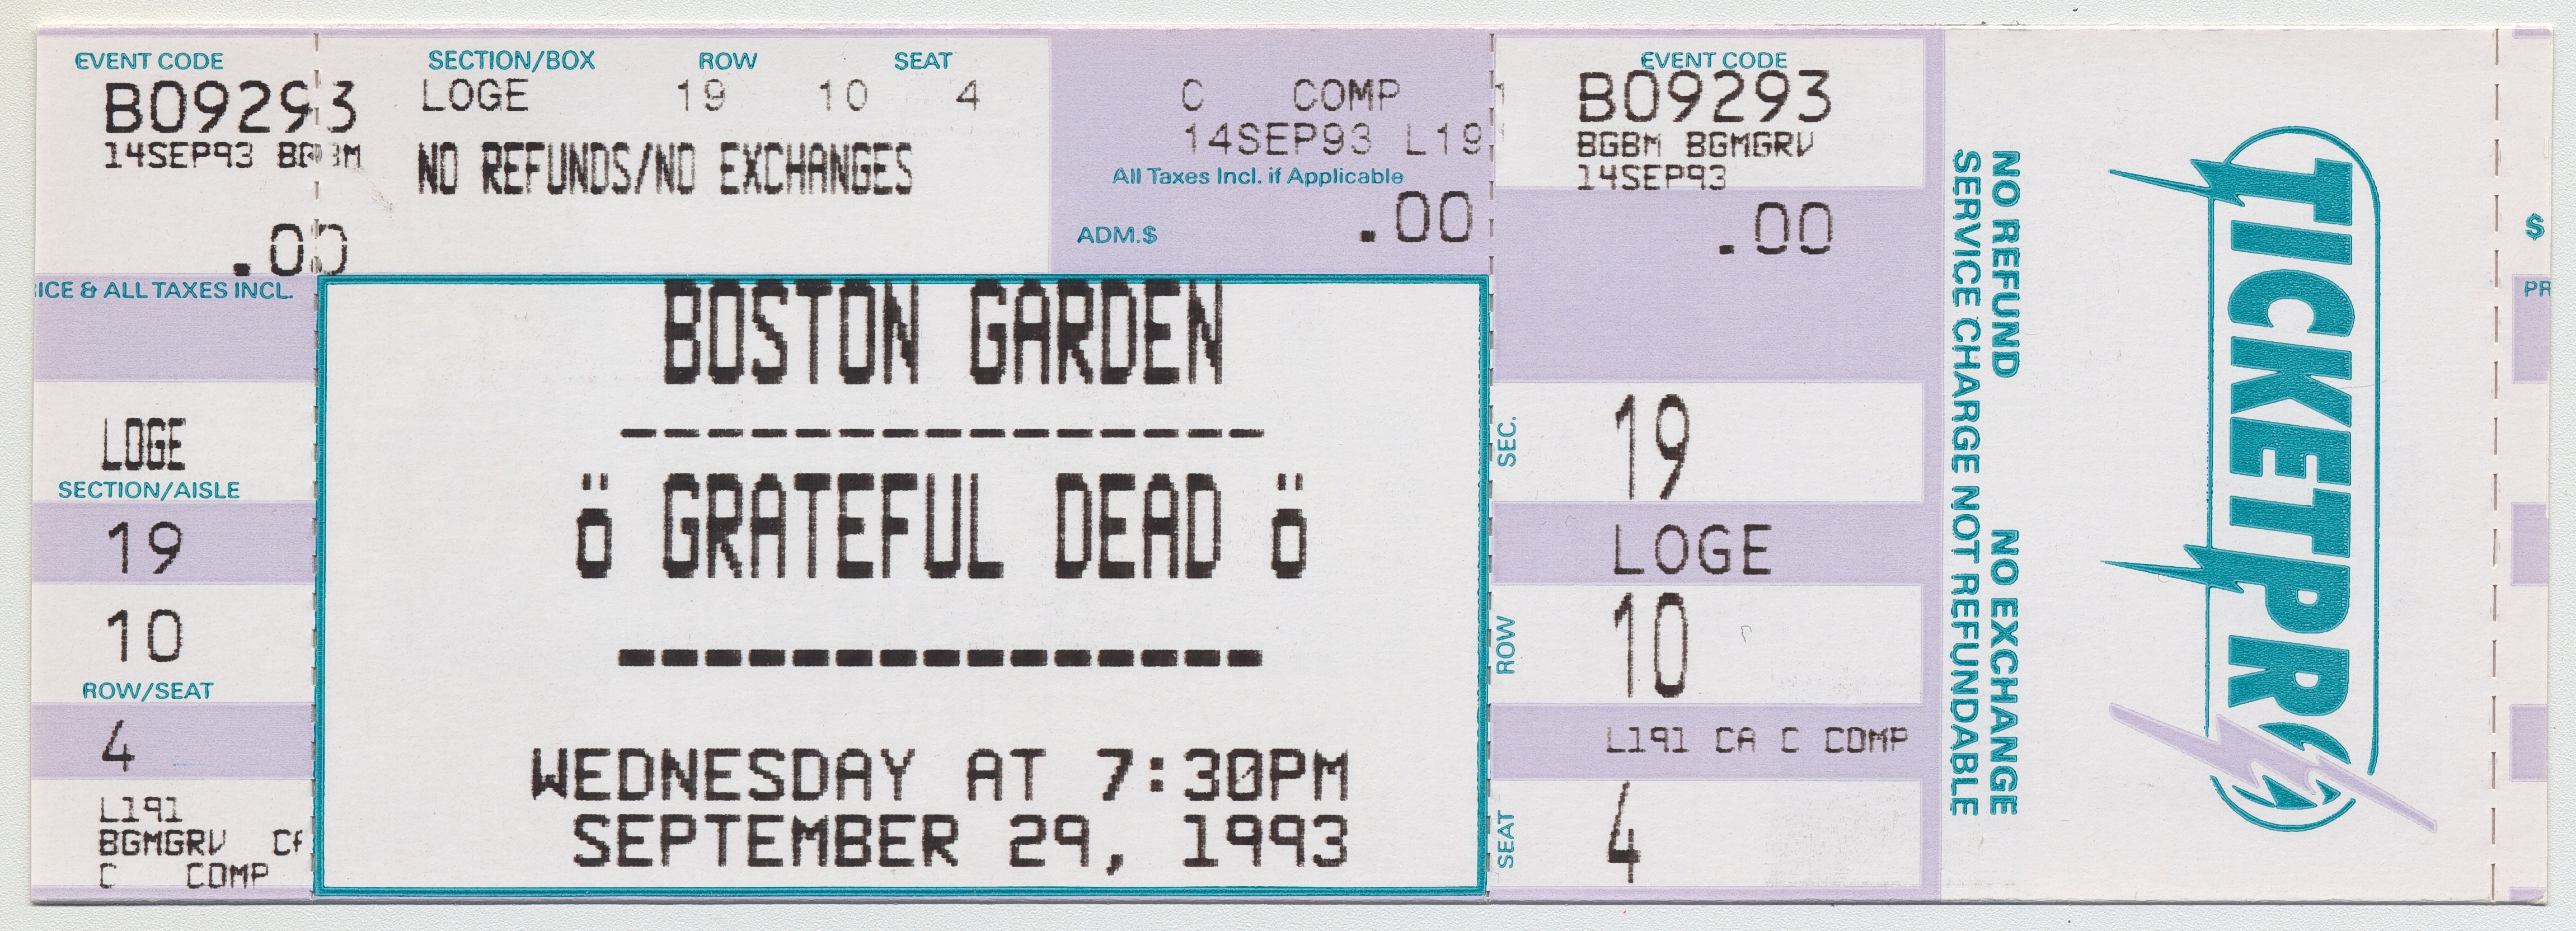 EVENT CODE
B09293
14SEP93
.00
ICE & ALL TAXES INCL.
LOGE
SECTION/AISLE
19
10
ROW/SEAT
4
L191
BGMGRV
C COMP
SECTION/BOX ROW SEAT
LOGE 19 10 4
NO REFUNDS/NO EXCHANGES
C COMP
14SEP93 L19
All Taxes Incl. if Applicable
ADM.$ .00
BOSTON GARDEN
----------------
ö GRATEFUL DEAD ö
----------------
WEDNESDAY AT 7:30PM
SEPTEMBER 29, 1993
EVENT CODE
B09293
BGBM BGMGRV
14SEP93
.00
SEC. 19
LOGE
ROW 10
L191 CA C COMP
SEAT 4
NO REFUND NO EXCHANGE
SERVICE CHARGE NOT REFUNDABLE
TICKETPRO
$
PR